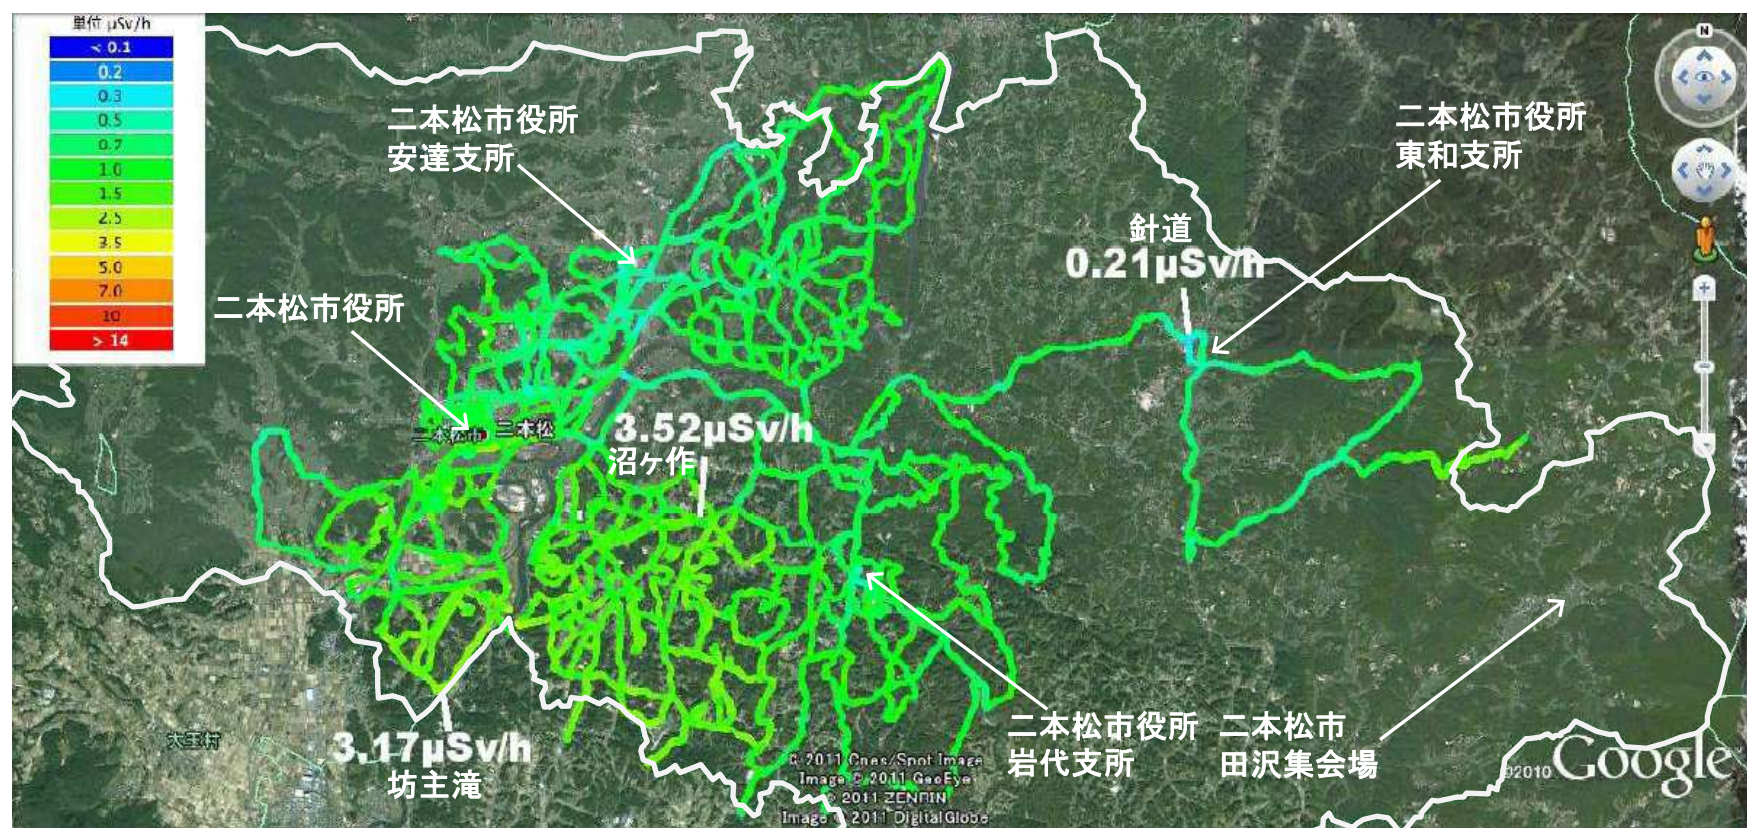 単位 μSv/h
< 0.1
0.2
0.3
0.5
0.7
1.0
1.5
2.5
3.5
5.0
7.0
10
> 14
N
二本松市役所
安達支所
二本松市役所
東和支所
針道
0.21μSv/h
二本松市役所
二本松市
二本松
3.52μSv/h
沼ヶ作
大玉村
3.17μSv/h
坊主滝
二本松市役所
岩代支所
二本松市
田沢集会場
© 2011 Cnes/Spot Image
Image © 2011 GeoEye
© 2011 ZENRIN
Image © 2011 DigitalGlobe
©2010 Google